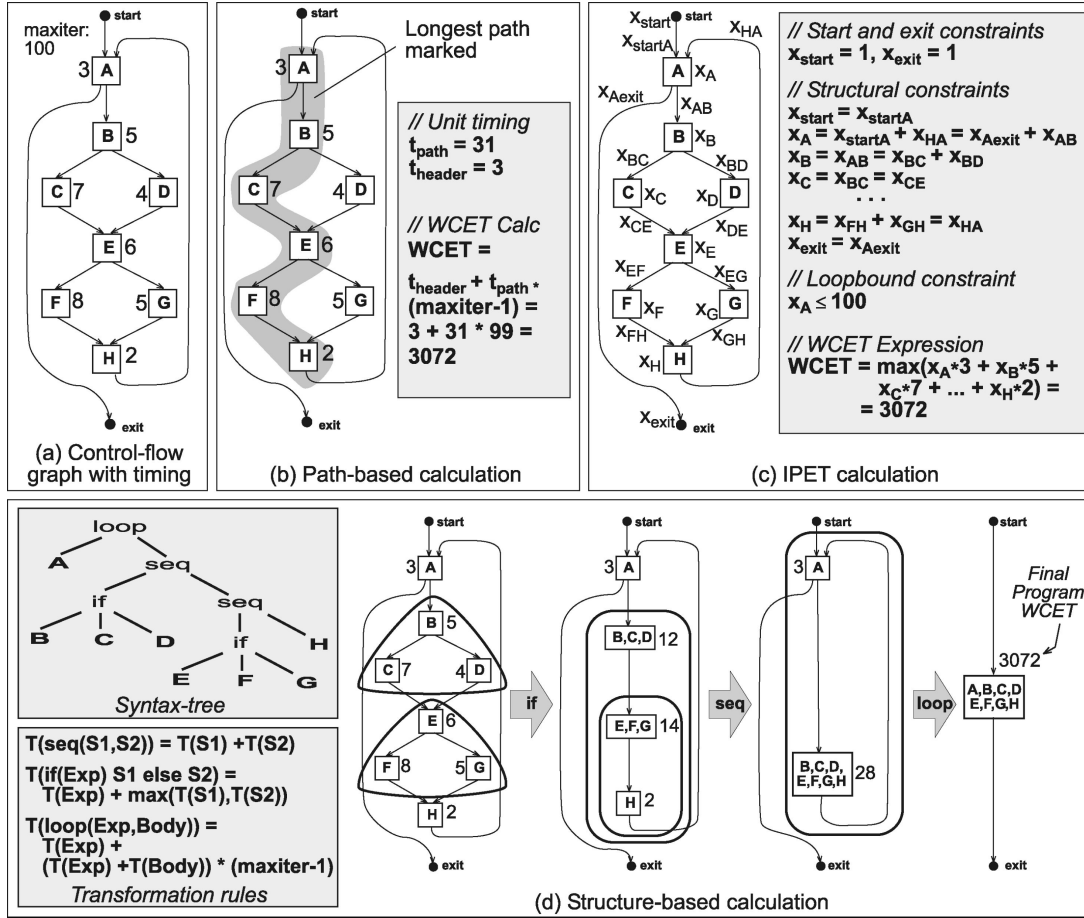 start
maxiter:
100
3
A
B
5
C
7
4
D
E
6
F
8
5
G
H
2
exit
(a) Control-flow
graph with timing
start
Longest path
marked
3
A
B
5
C
7
4
D
E
6
F
8
5
G
H
2
exit
// Unit timing
t_path = 31
t_header = 3
// WCET Calc
WCET =
t_header + t_path *
(maxiter-1) =
3 + 31 * 99 =
3072
(b) Path-based calculation
x_start
start
x_startA
x_HA
A
x_A
x_Aexit
x_AB
B
x_B
x_BC
x_BD
C
x_C
x_D
D
x_CE
x_DE
E
x_E
x_EF
x_EG
F
x_F
x_G
G
x_FH
x_GH
x_H
H
x_exit
exit
// Start and exit constraints
x_start = 1, x_exit = 1
// Structural constraints
x_start = x_startA
x_A = x_startA + x_HA = x_Aexit + x_AB
x_B = x_AB = x_BC + x_BD
x_C = x_BC = x_CE
. . .
x_H = x_FH + x_GH = x_HA
x_exit = x_Aexit
// Loopbound constraint
x_A ≤ 100
// WCET Expression
WCET = max(x_A*3 + x_B*5 +
x_C*7 + ... + x_H*2) =
= 3072
(c) IPET calculation
loop
A
seq
if
seq
B
C
D
if
H
E
F
G
Syntax-tree
T(seq(S1,S2)) = T(S1) +T(S2)
T(if(Exp) S1 else S2) =
T(Exp) + max(T(S1),T(S2))
T(loop(Exp,Body)) =
T(Exp) +
(T(Exp) +T(Body)) * (maxiter-1)
Transformation rules
start
3
A
B
5
C
7
4
D
E
6
F
8
5
G
H
2
exit
if
start
3
A
B,C,D
12
E,F,G
14
H
2
exit
seq
start
3
A
B,C,D,
E,F,G,H
28
exit
loop
start
Final
Program
WCET
3072
A,B,C,D
E,F,G,H
exit
(d) Structure-based calculation